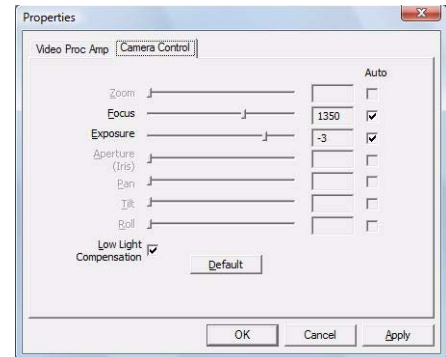 Properties
Video Proc Amp Camera Control
Auto
Zoom
Focus 1350
Exposure -3
Aperture
(Iris)
Pan
Tilt
Roll
Low Light
Compensation
Default
OK Cancel Apply